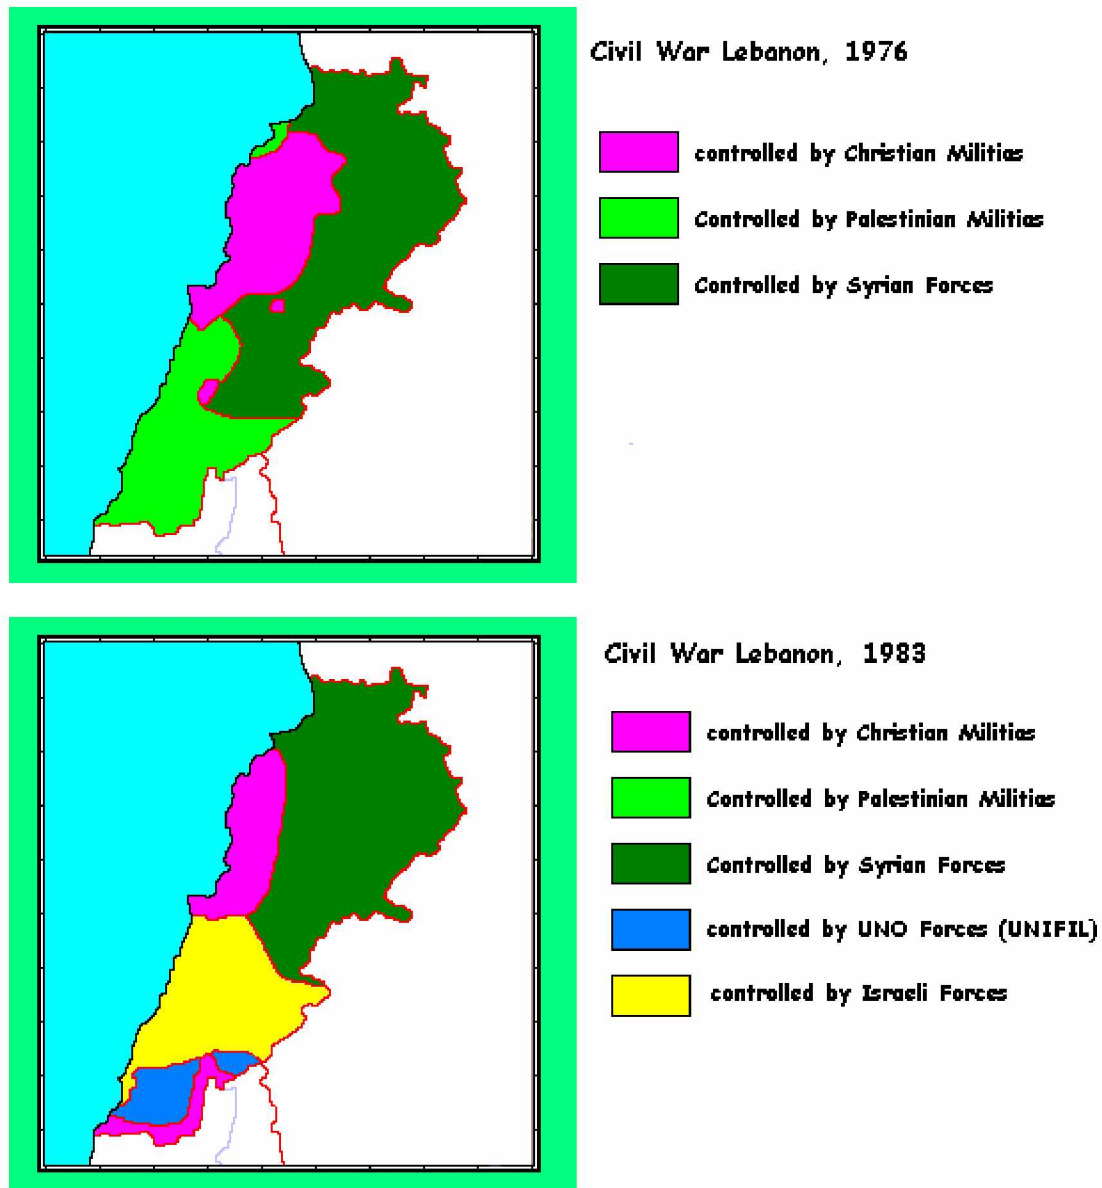 Civil War Lebanon, 1976
controlled by Christian Militias
Controlled by Palestinian Militias
Controlled by Syrian Forces
Civil War Lebanon, 1983
controlled by Christian Militias
Controlled by Palestinian Militias
Controlled by Syrian Forces
controlled by UNO Forces (UNIFIL)
controlled by Israeli Forces